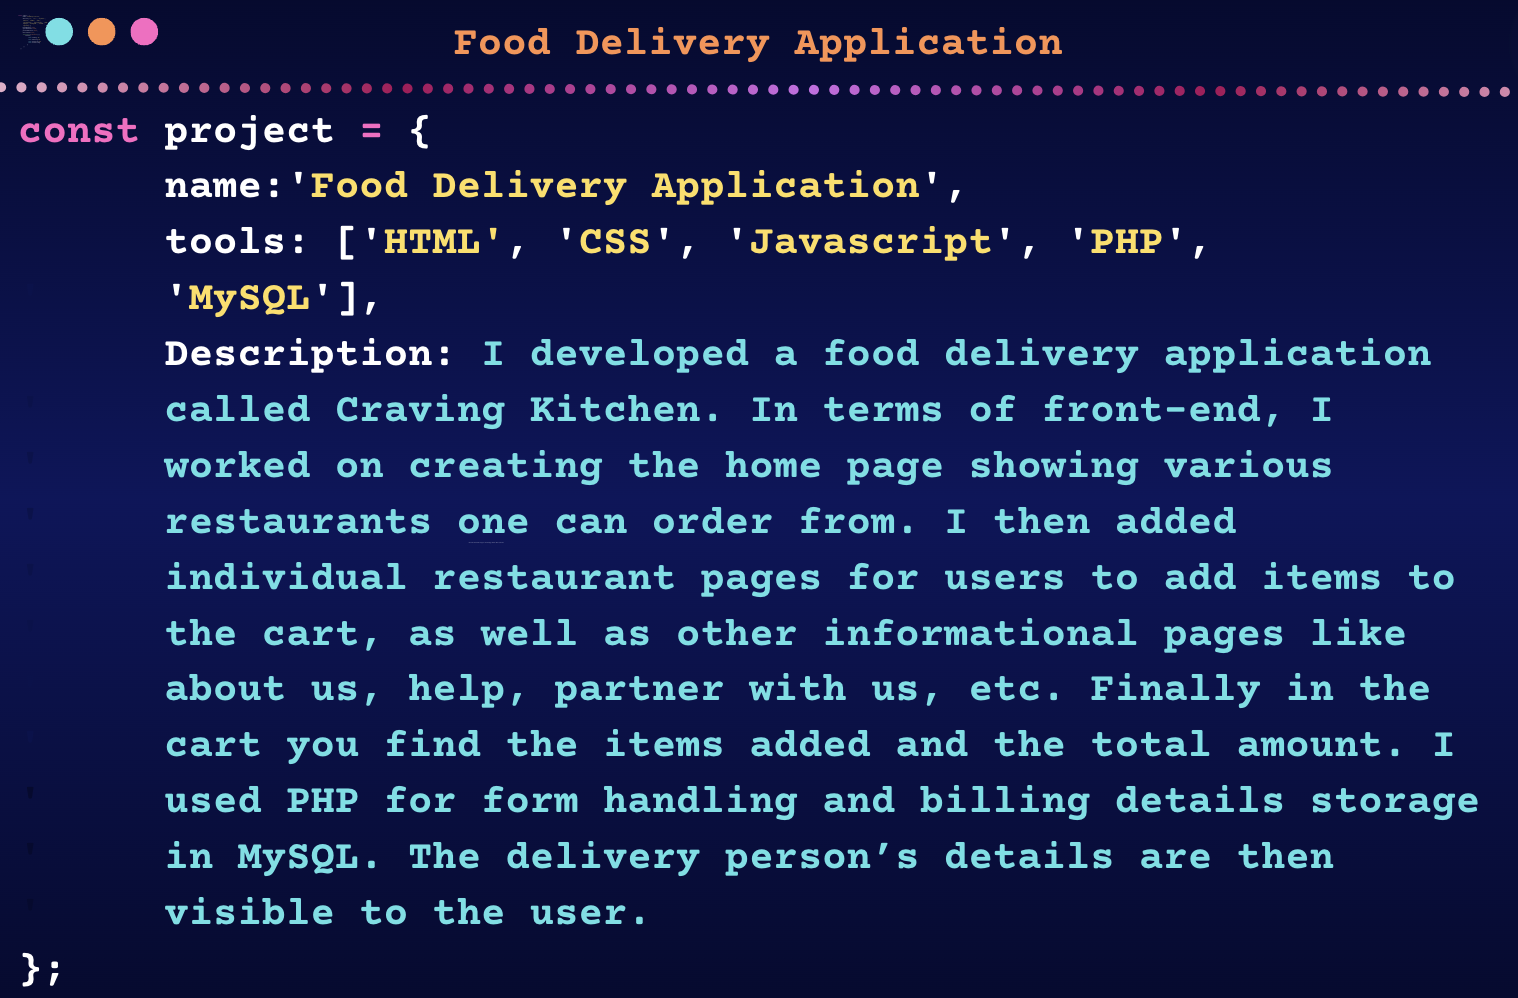 Food Delivery Application
const project = {
name:'Food Delivery Application',
tools: ['HTML', 'CSS', 'Javascript', 'PHP',
'MySQL'],
Description: I developed a food delivery application
called Craving Kitchen. In terms of front-end, I
worked on creating the home page showing various
restaurants one can order from. I then added
individual restaurant pages for users to add items to
the cart, as well as other informational pages like
about us, help, partner with us, etc. Finally in the
cart you find the items added and the total amount. I
used PHP for form handling and billing details storage
in MySQL. The delivery person’s details are then
visible to the user.
};